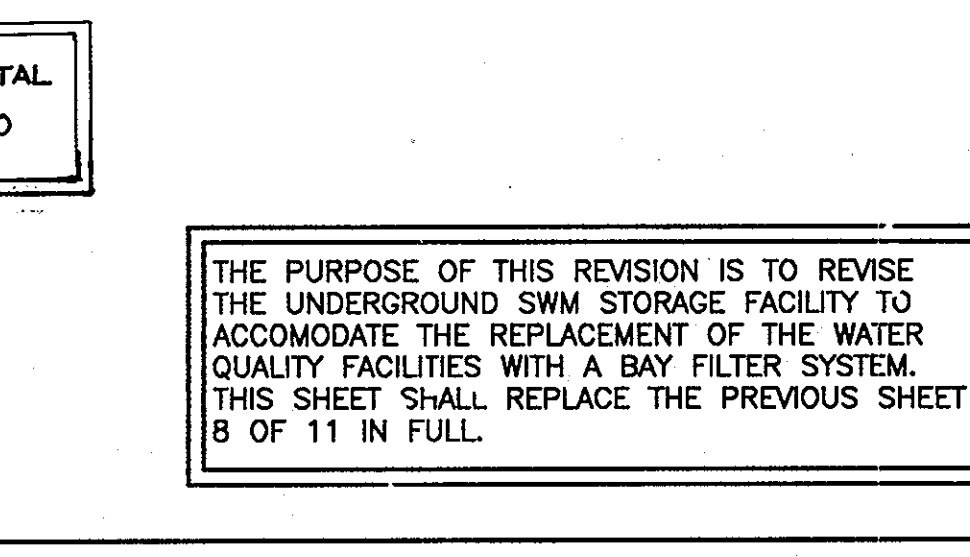 TAL
0
THE PURPOSE OF THIS REVISION IS TO REVISE
THE UNDERGROUND SWM STORAGE FACILITY TO
ACCOMODATE THE REPLACEMENT OF THE WATER
QUALITY FACILITIES WITH A BAY FILTER SYSTEM.
THIS SHEET SHALL REPLACE THE PREVIOUS SHEET
8 OF 11 IN FULL.